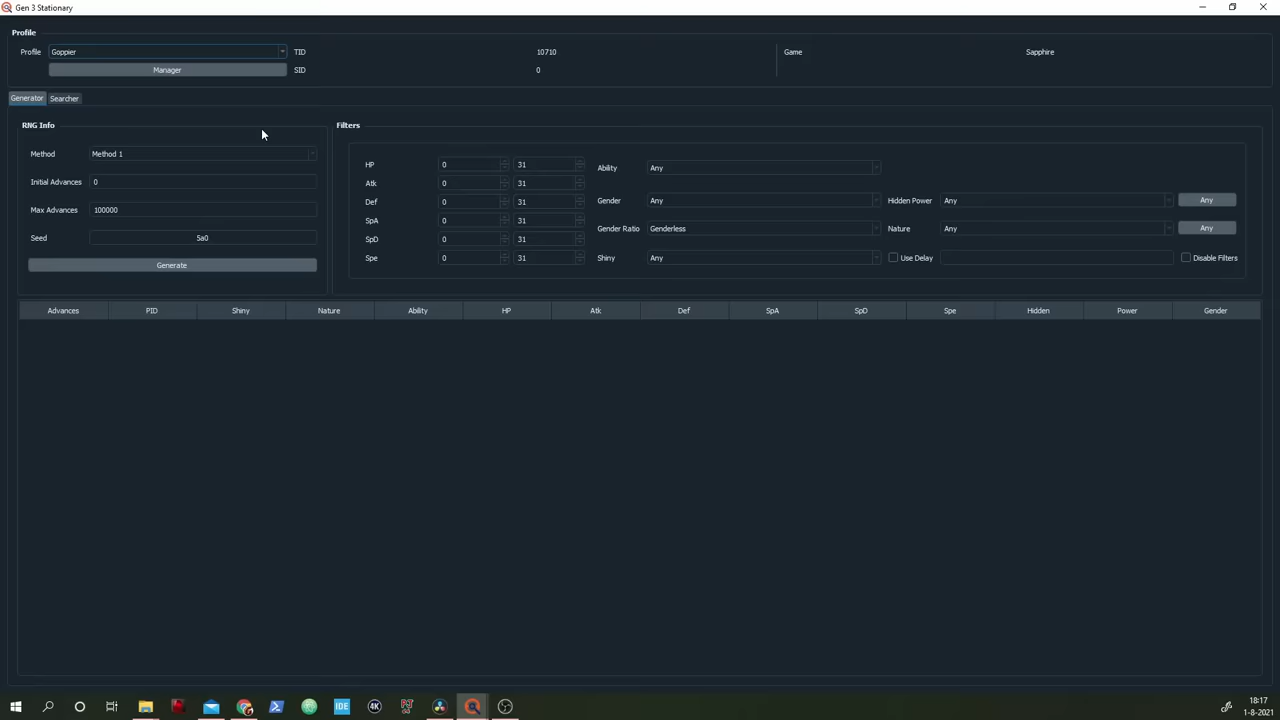 Gen 3 Stationary
Profile
Profile Goppier TID 10710 Game Sapphire
Manager SID 0
Generator Searcher
RNG Info Filters
Method Method 1
Initial Advances 0
Max Advances 100000
Seed 5a0
Generate
HP 0 31 Ability Any
Atk 0 31
Def 0 31 Gender Any Hidden Power Any Any
SpA 0 31
SpD 0 31 Gender Ratio Genderless Nature Any Any
Spe 0 31 Shiny Any Use Delay Disable Filters
Advances PID Shiny Nature Ability HP Atk Def SpA SpD Spe Hidden Power Gender
IDE 4K
18:17
1-8-2021